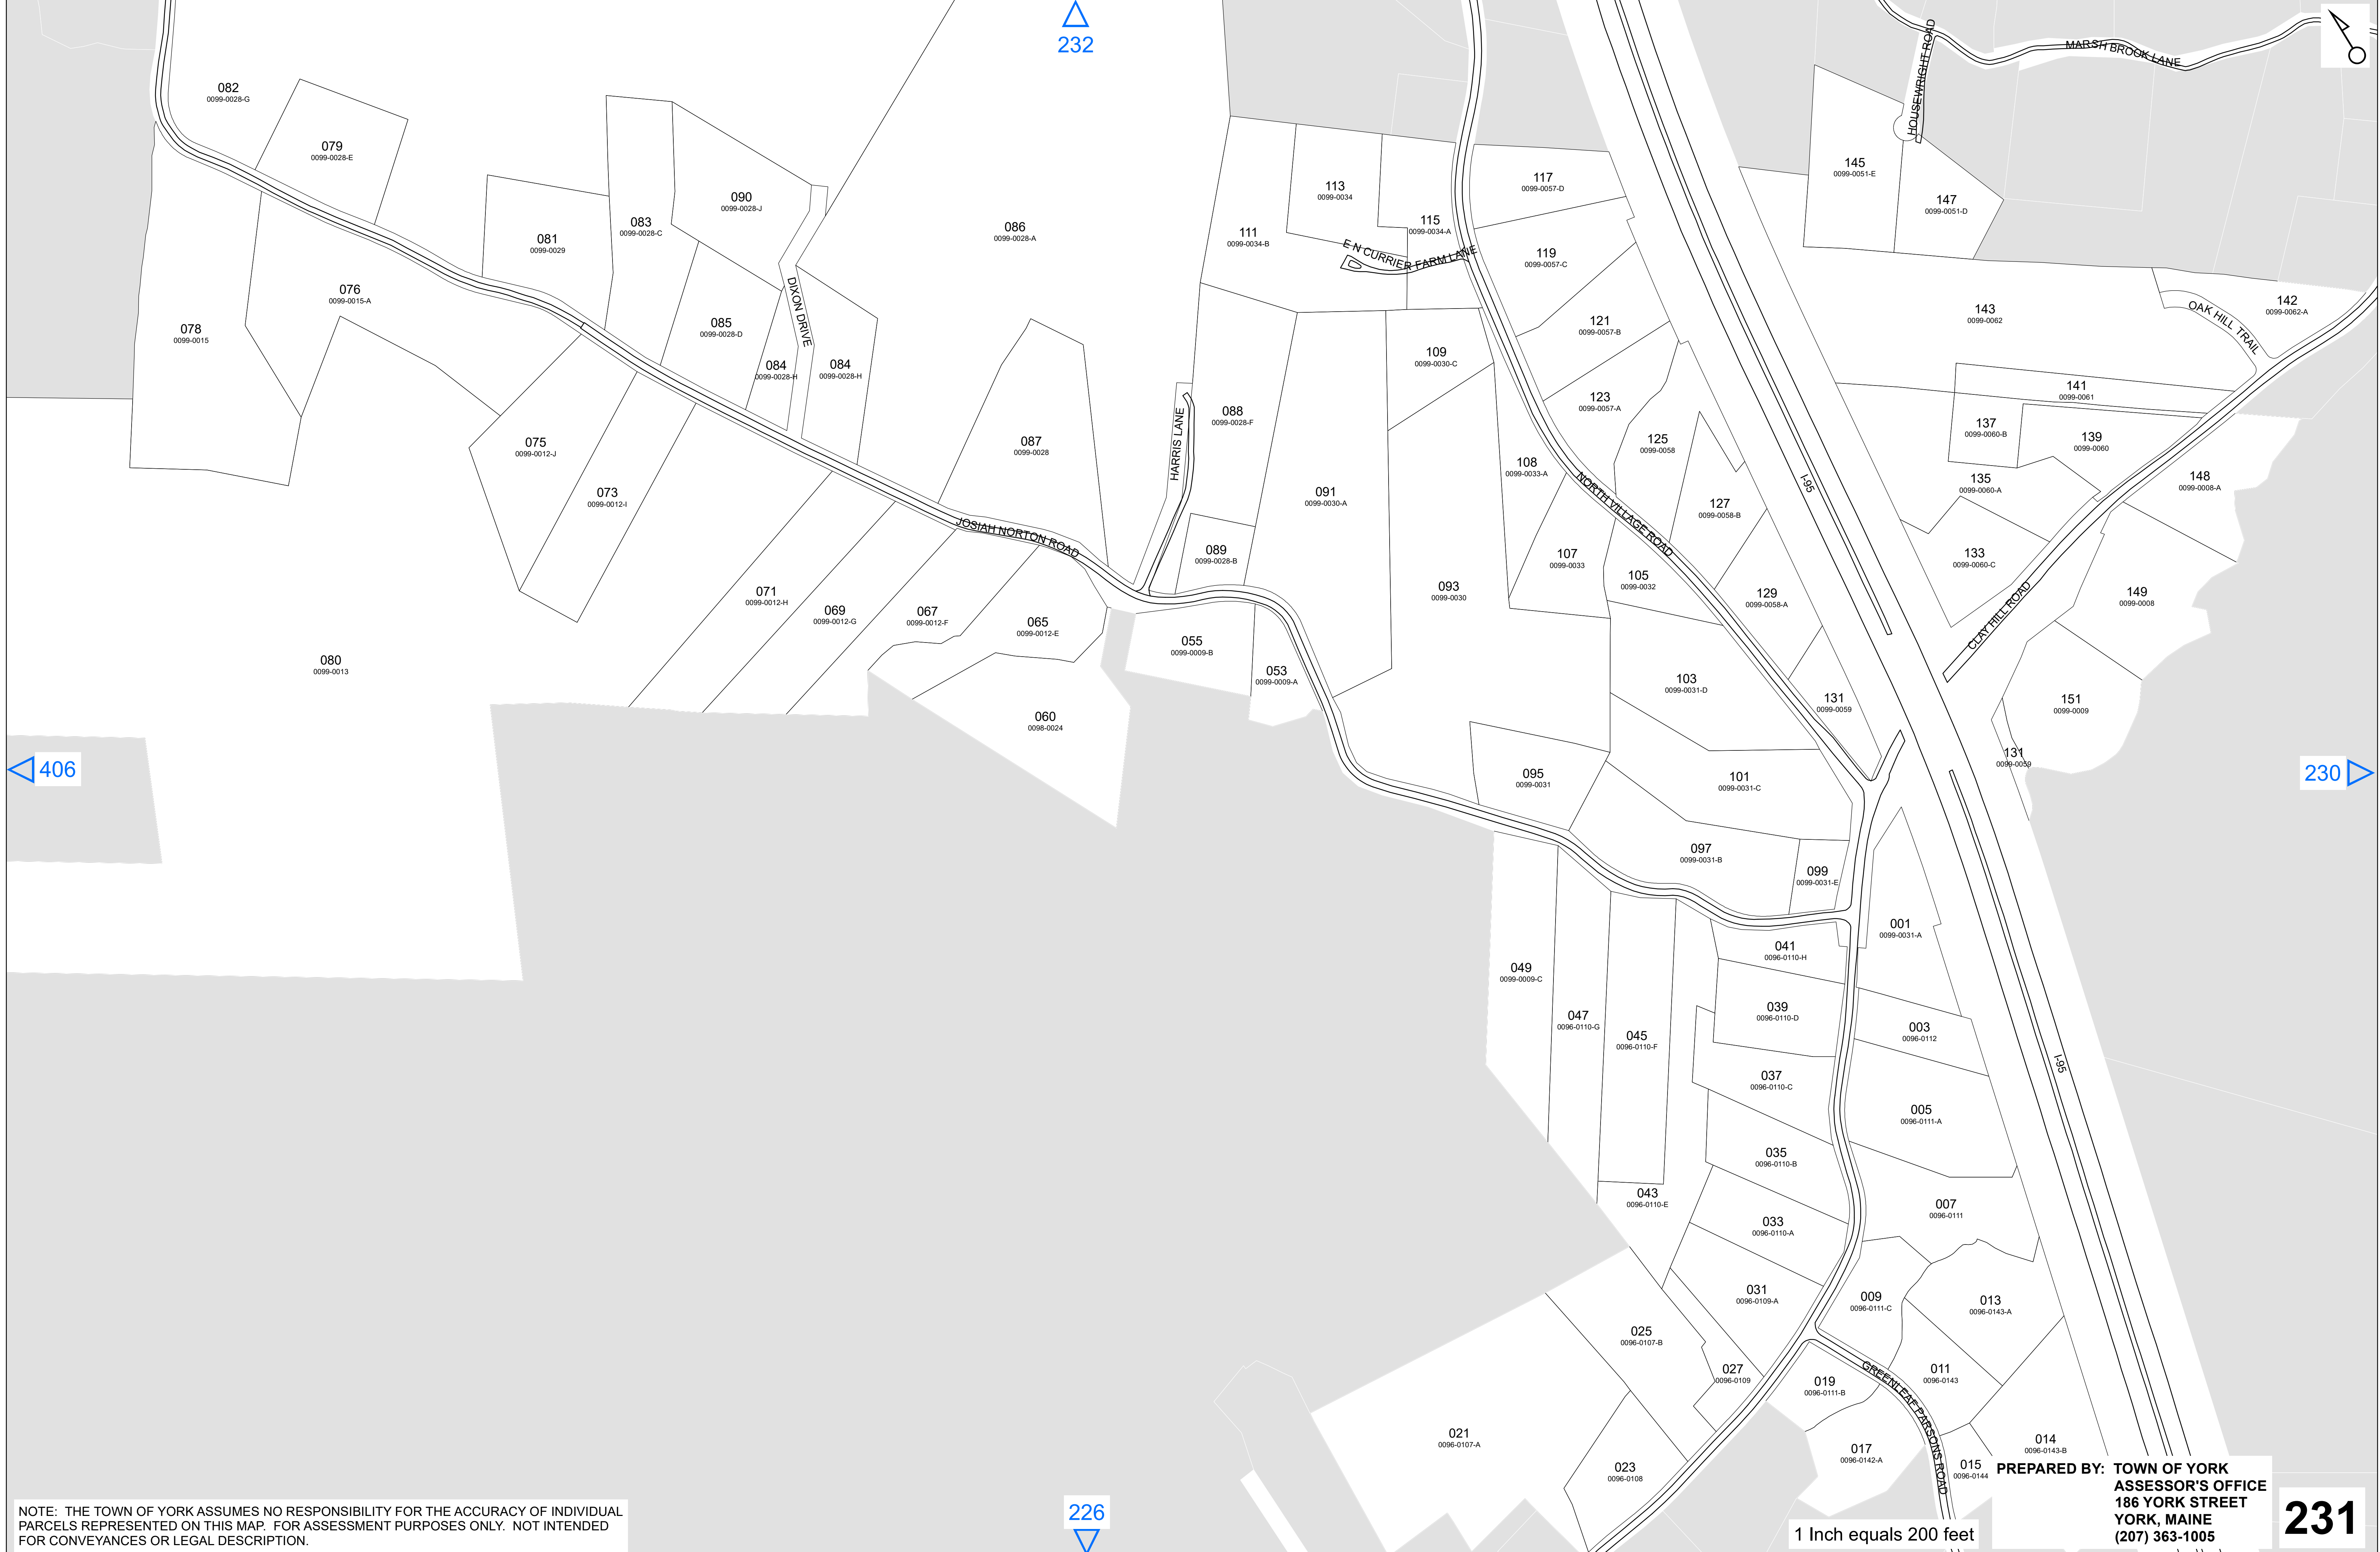 232
MARSH BROOK LANE
HOUSEWRIGHT ROAD
082
0099-0028-G
079
0099-0028-E
145
0099-0051-E
147
0099-0051-D
117
0099-0057-D
113
0099-0034
115
0099-0034-A
111
0099-0034-B
E N CURRIER FARM LANE
119
0099-0057-C
090
0099-0028-J
083
0099-0028-C
086
0099-0028-A
081
0099-0029
076
0099-0015-A
078
0099-0015
DIXON DRIVE
085
0099-0028-D
084
0099-0028-H
084
0099-0028-H
121
0099-0057-B
143
0099-0062
142
0099-0062-A
OAK HILL TRAIL
109
0099-0030-C
141
0099-0061
123
0099-0057-A
088
0099-0028-F
HARRIS LANE
137
0099-0060-B
139
0099-0060
125
0099-0058
075
0099-0012-J
087
0099-0028
108
0099-0033-A
135
0099-0060-A
148
0099-0008-A
I-95
073
0099-0012-I
091
0099-0030-A
127
0099-0058-B
NORTH VILLAGE ROAD
JOSIAH NORTON ROAD
089
0099-0028-B
107
0099-0033
133
0099-0060-C
105
0099-0032
093
0099-0030
129
0099-0058-A
149
0099-0008
071
0099-0012-H
069
0099-0012-G
067
0099-0012-F
065
0099-0012-E
CLAY HILL ROAD
055
0099-0009-B
053
0099-0009-A
080
0099-0013
103
0099-0031-D
131
0099-0059
151
0099-0009
060
0098-0024
131
0099-0059
406
230
095
0099-0031
101
0099-0031-C
097
0099-0031-B
099
0099-0031-E
001
0099-0031-A
041
0096-0110-H
049
0099-0009-C
047
0096-0110-G
045
0096-0110-F
039
0096-0110-D
003
0096-0112
I-95
037
0096-0110-C
005
0096-0111-A
035
0096-0110-B
043
0096-0110-E
007
0096-0111
033
0096-0110-A
031
0096-0109-A
009
0096-0111-C
013
0096-0143-A
025
0096-0107-B
027
0096-0109
019
0096-0111-B
011
0096-0143
GREENLEAF PARSONS ROAD
021
0096-0107-A
023
0096-0108
017
0096-0142-A
015
0096-0144
014
0096-0143-B
226
NOTE: THE TOWN OF YORK ASSUMES NO RESPONSIBILITY FOR THE ACCURACY OF INDIVIDUAL
PARCELS REPRESENTED ON THIS MAP. FOR ASSESSMENT PURPOSES ONLY. NOT INTENDED
FOR CONVEYANCES OR LEGAL DESCRIPTION.
1 Inch equals 200 feet
PREPARED BY: TOWN OF YORK
ASSESSOR'S OFFICE
186 YORK STREET
YORK, MAINE
(207) 363-1005
231